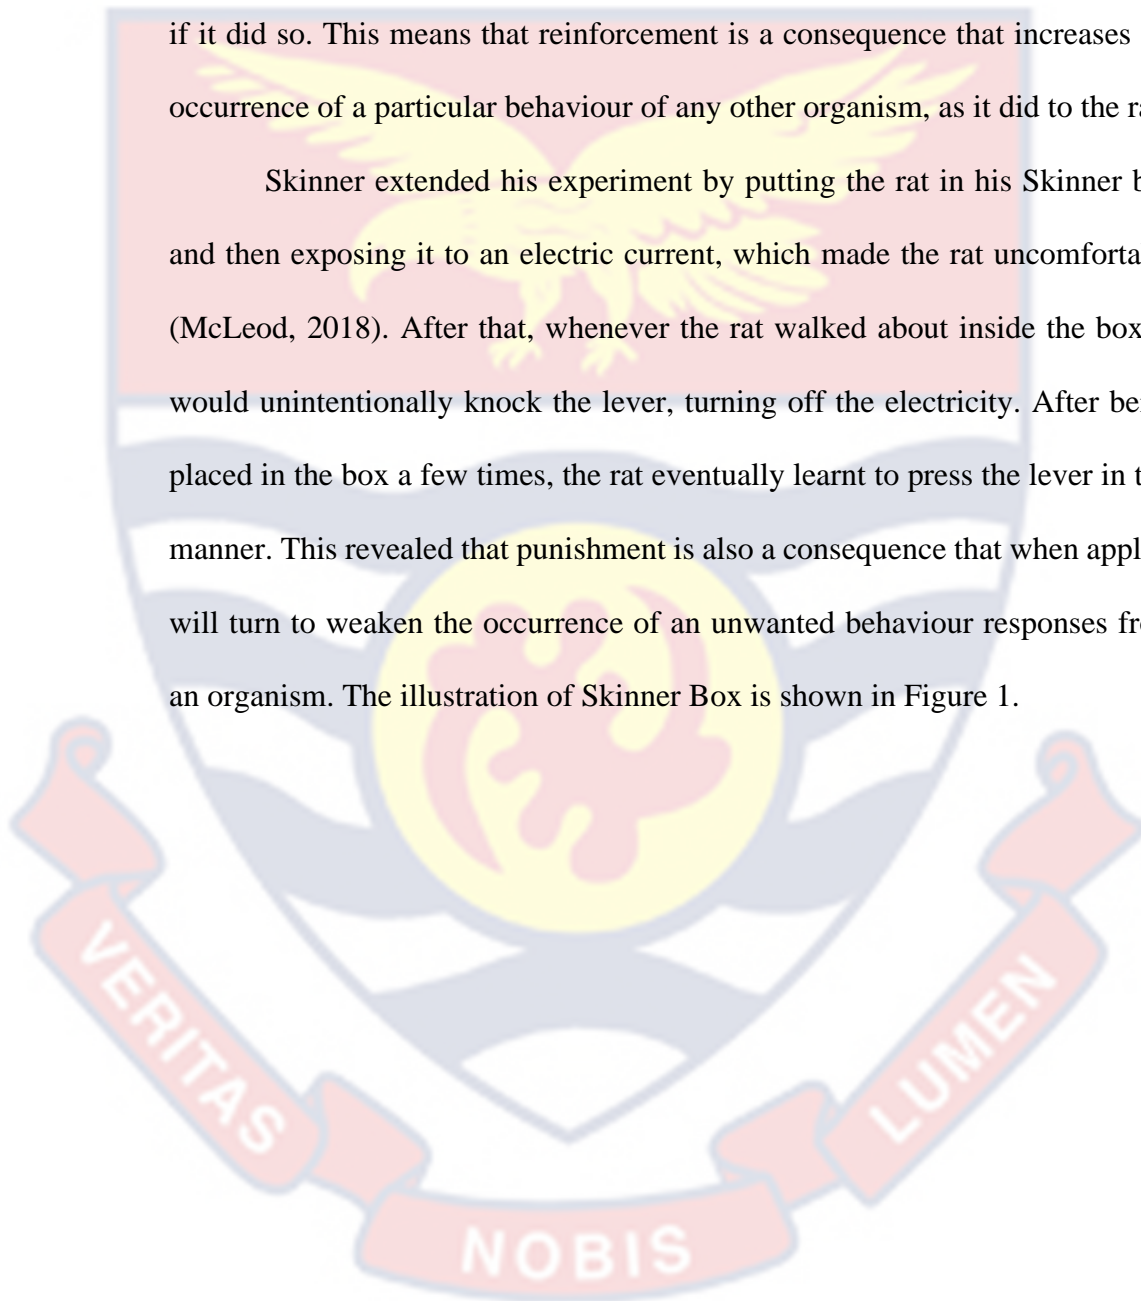 if it did so. This means that reinforcement is a consequence that increases
occurrence of a particular behaviour of any other organism, as it did to the
Skinner extended his experiment by putting the rat in his Skinner
and then exposing it to an electric current, which made the rat
(McLeod, 2018). After that, whenever the rat walked about inside the box
would unintentionally knock the lever, turning off the electricity. After
placed in the box a few times, the rat eventually learnt to press the lever in
manner. This revealed that punishment is also a consequence that when
will turn to weaken the occurrence of an unwanted behaviour responses
an organism. The illustration of Skinner Box is shown in Figure 1.
VERITAS
NOBIS
LUMEN